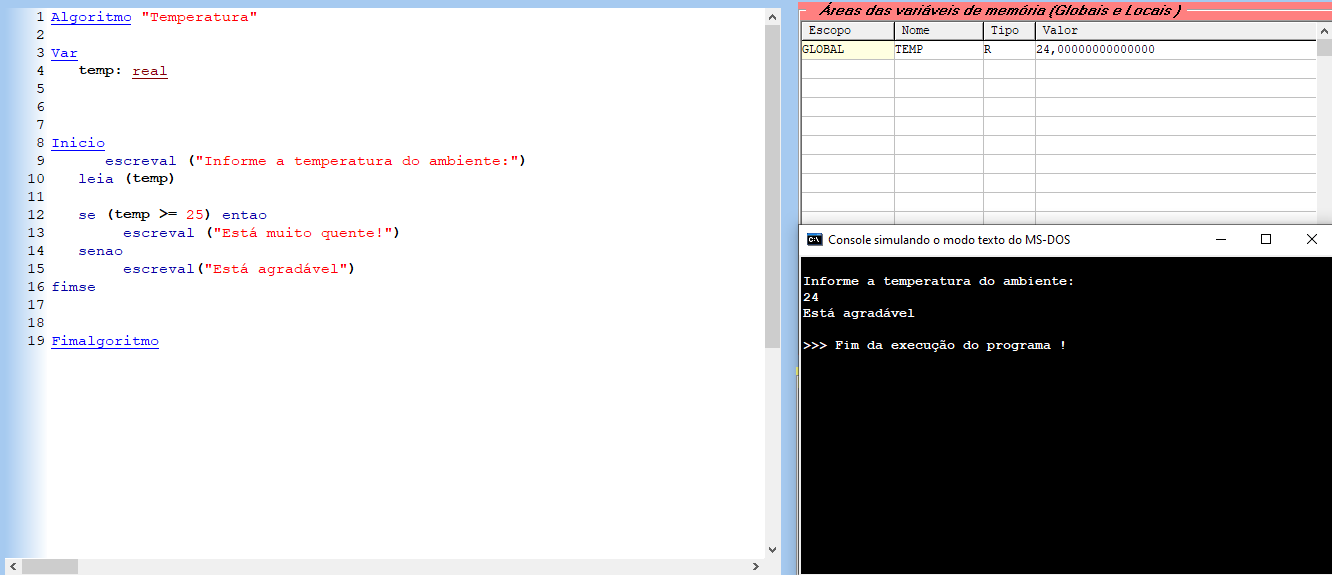 1 Algoritmo "Temperatura"
2
3 Var
4 temp: real
5
6
7
8 Inicio
9 escreval ("Informe a temperatura do ambiente:")
10 leia (temp)
11
12 se (temp >= 25) entao
13 escreval ("Está muito quente!")
14 senao
15 escreval("Está agradável")
16 fimse
17
18
19 Fimalgoritmo
Áreas das variáveis de memória (Globais e Locais )
Escopo Nome Tipo Valor
GLOBAL TEMP R 24,00000000000000
Console simulando o modo texto do MS-DOS
Informe a temperatura do ambiente:
24
Está agradável
>>> Fim da execução do programa !